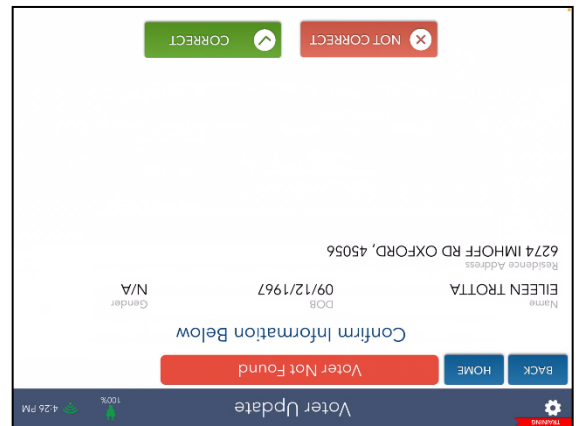 TRAINING
Voter Update
100%
4:26 PM
BACK
HOME
Voter Not Found
Confirm Information Below
Name
DOB
Gender
EILEEN TROTTA
09/12/1967
N/A
Residence Address
6274 IMHOFF RD OXFORD, 45056
NOT CORRECT
CORRECT